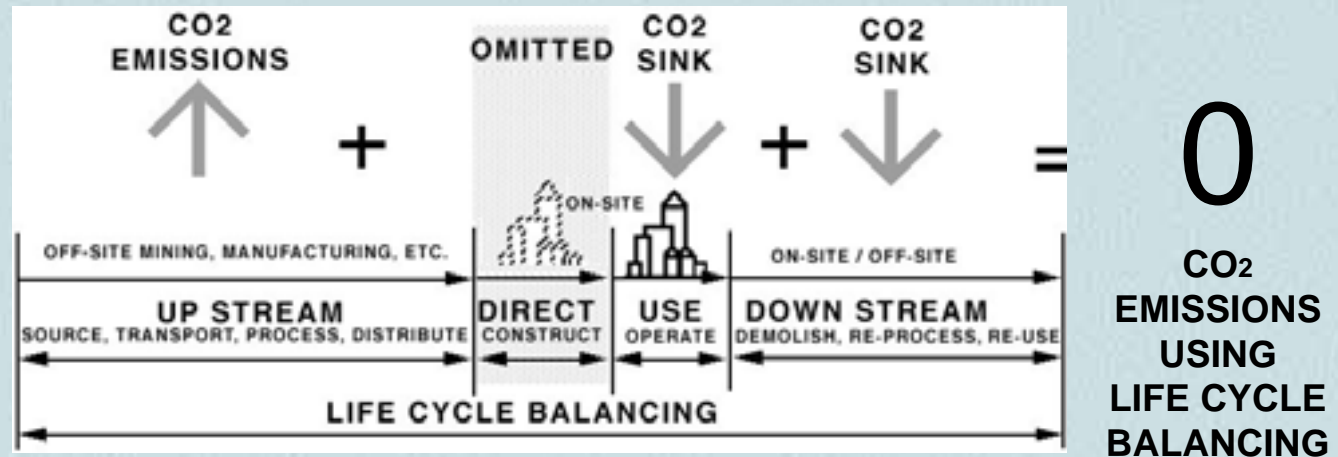 CO2
EMISSIONS
+
OMITTED
CO2
SINK
+
CO2
SINK
=
0
CO2
EMISSIONS
USING
LIFE CYCLE
BALANCING
ON-SITE
OFF-SITE MINING, MANUFACTURING, ETC.
ON-SITE / OFF-SITE
UP STREAM
SOURCE, TRANSPORT, PROCESS, DISTRIBUTE
DIRECT
CONSTRUCT
USE
OPERATE
DOWN STREAM
DEMOLISH, RE-PROCESS, RE-USE
LIFE CYCLE BALANCING